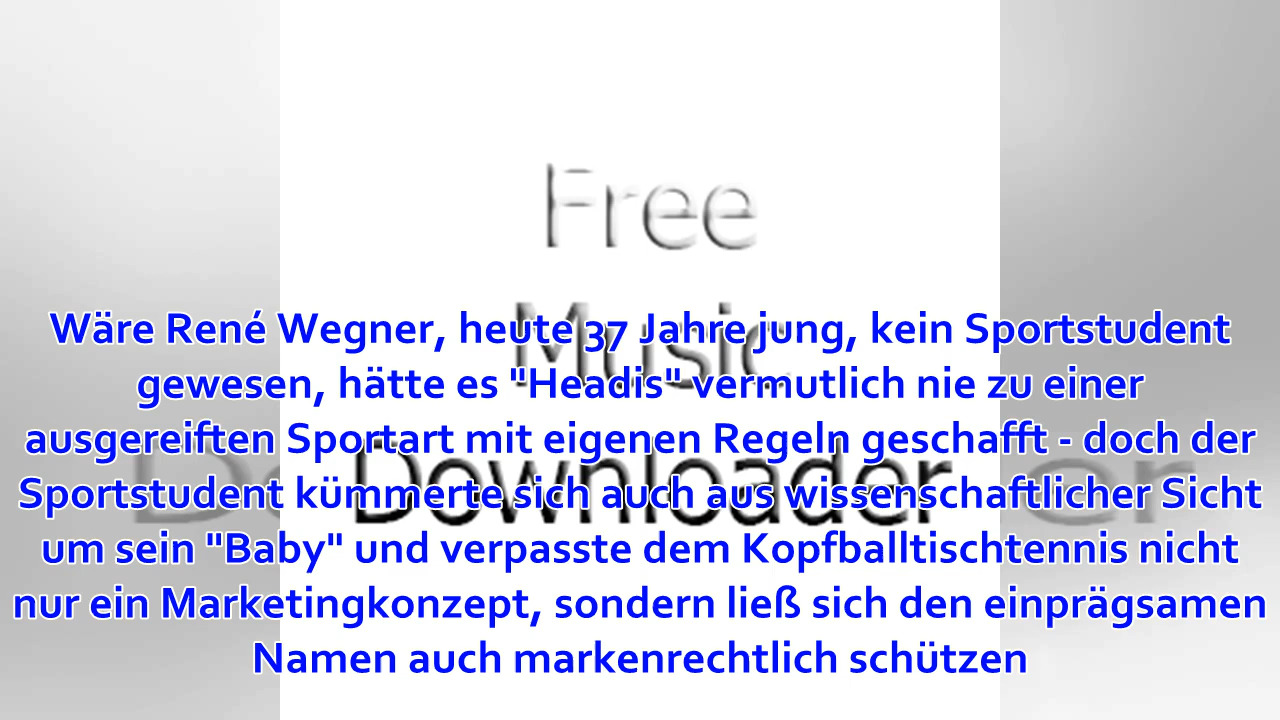 Free
Music
Downloader
Wäre René Wegner, heute 37 Jahre jung, kein Sportstudent
gewesen, hätte es "Headis" vermutlich nie zu einer
ausgereiften Sportart mit eigenen Regeln geschafft - doch der
Sportstudent kümmerte sich auch aus wissenschaftlicher Sicht
um sein "Baby" und verpasste dem Kopfballtischtennis nicht
nur ein Marketingkonzept, sondern ließ sich den einprägsamen
Namen auch markenrechtlich schützen